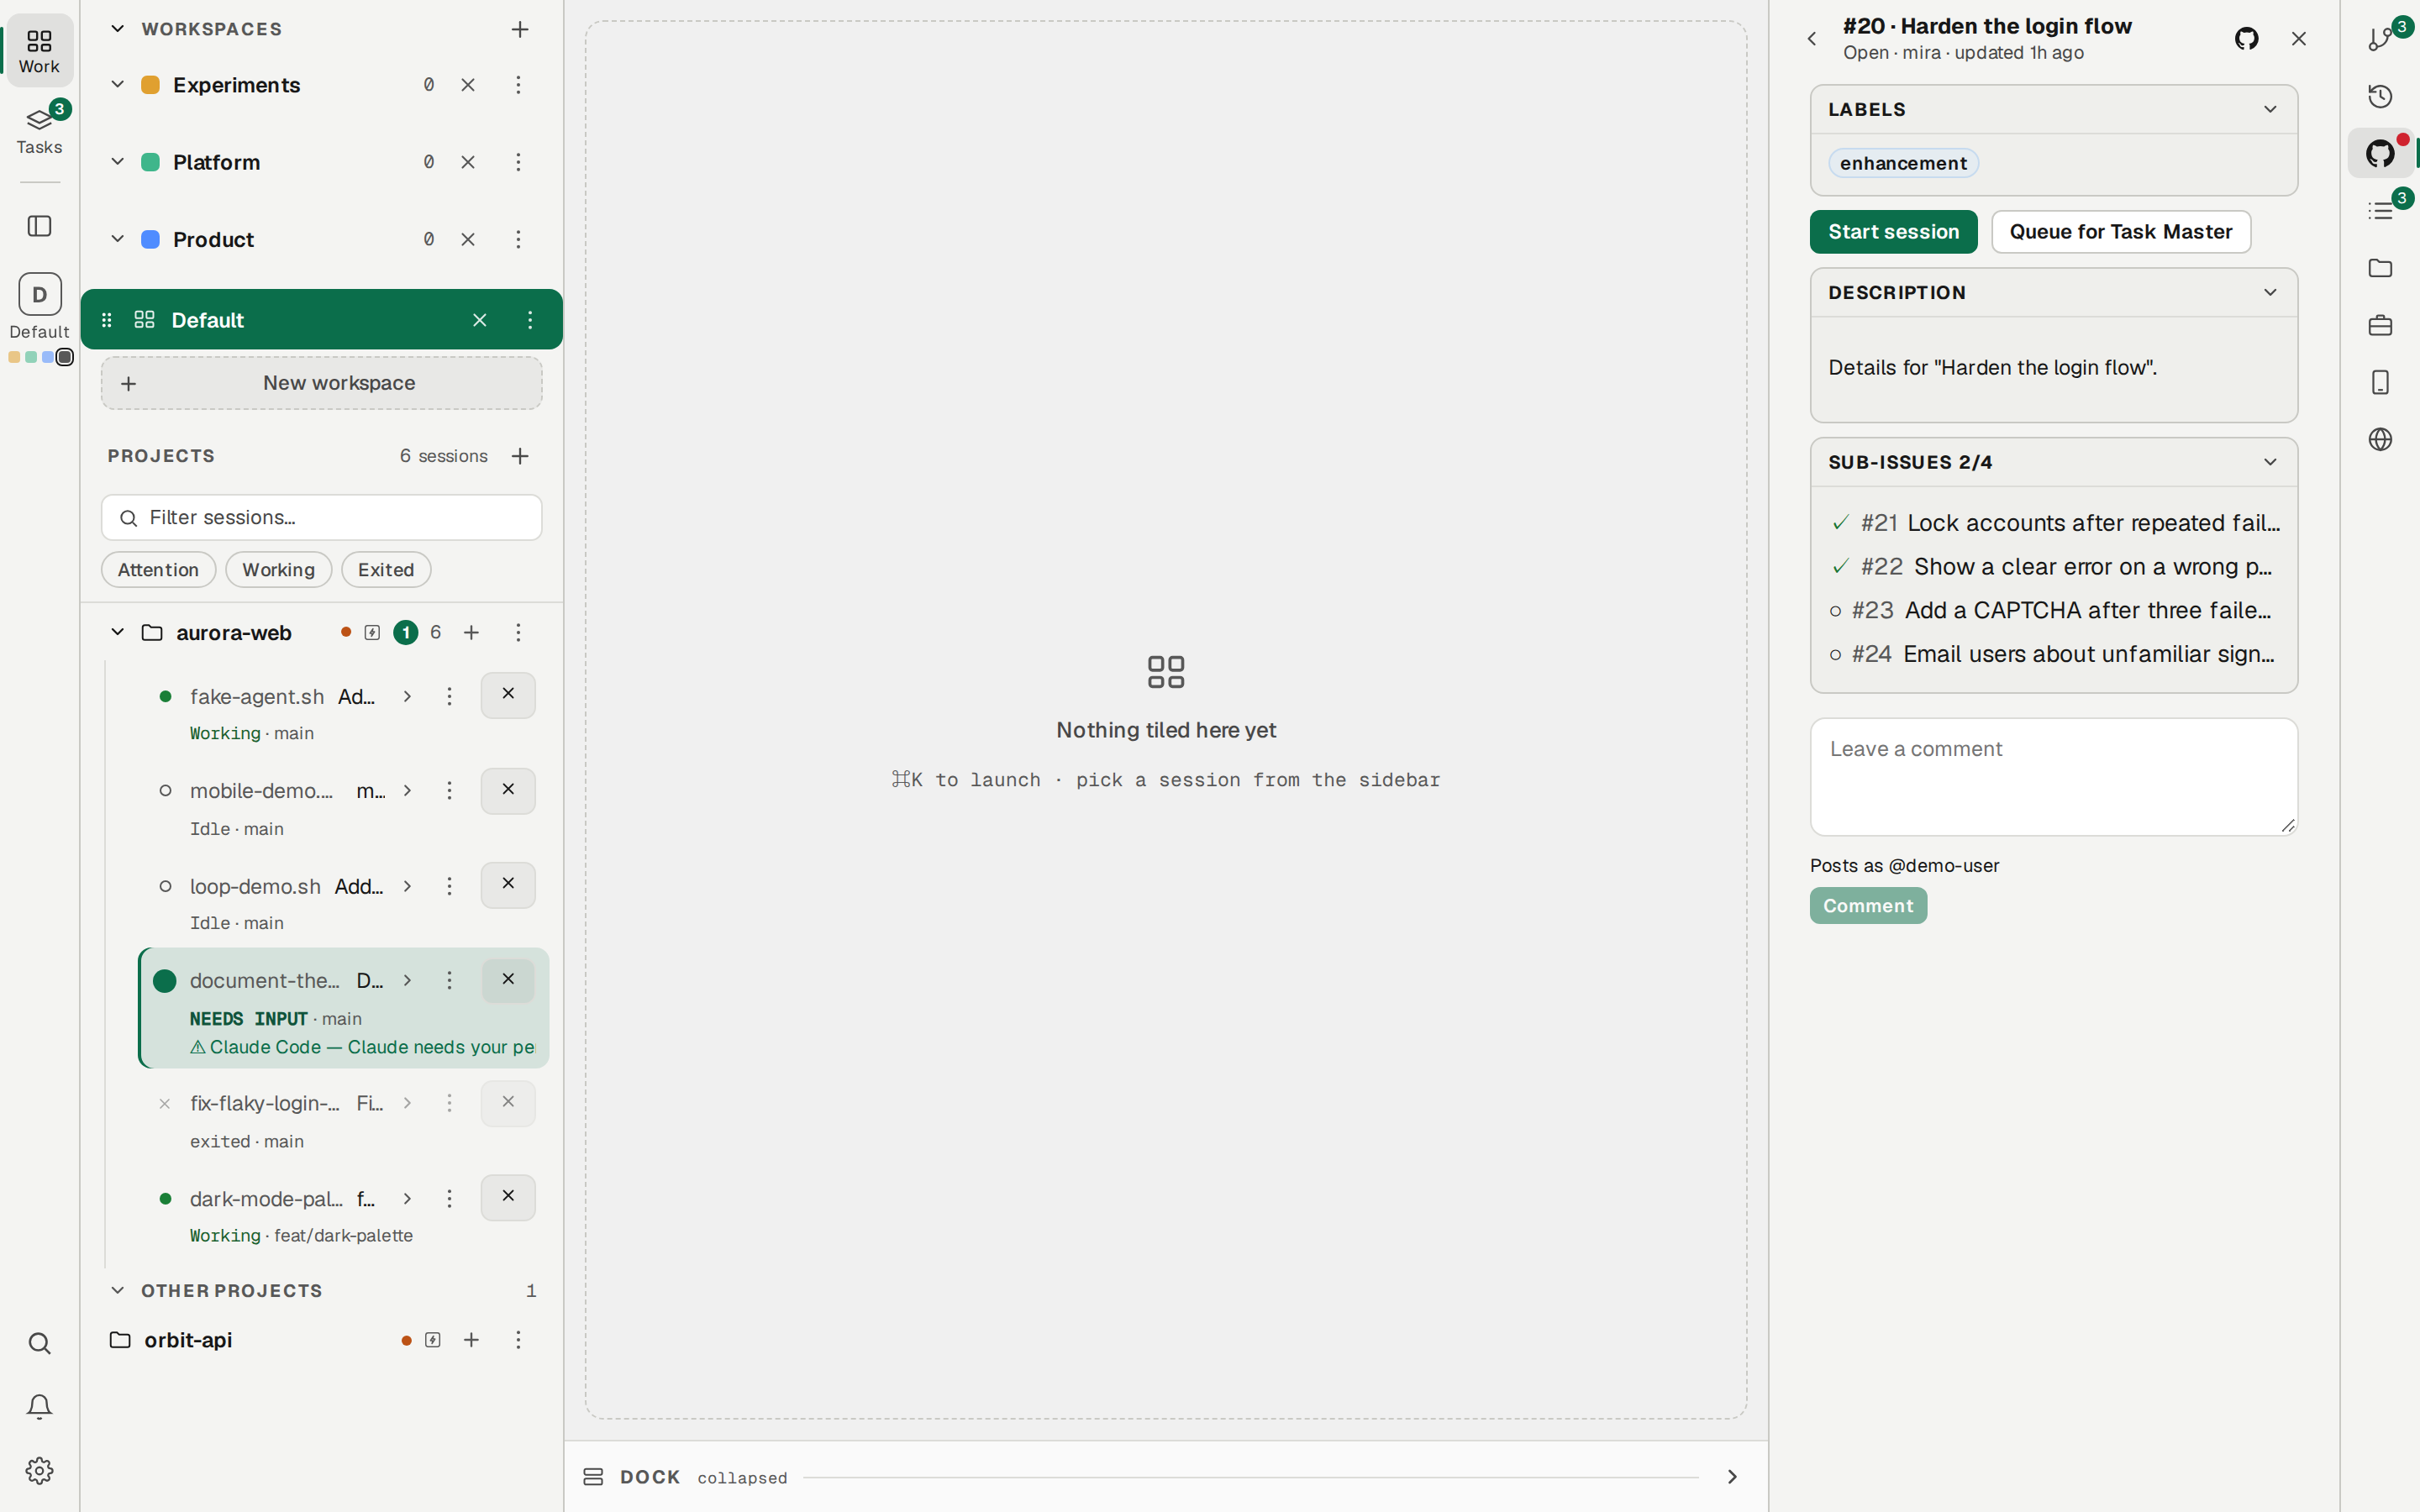 Work
3
Tasks
D
Default
WORKSPACES
Experiments 0
Platform 0
Product 0
Default
New workspace
PROJECTS 6 sessions
Filter sessions...
Attention Working Exited
aurora-web 1 6
fake-agent.sh Ad...
Working · main
mobile-demo.... m...
Idle · main
loop-demo.sh Add...
Idle · main
document-the... D...
NEEDS INPUT · main
⚠ Claude Code — Claude needs your pe
fix-flaky-login-... Fi...
exited · main
dark-mode-pal... f...
Working · feat/dark-palette
OTHER PROJECTS 1
orbit-api
Nothing tiled here yet
⌘K to launch · pick a session from the sidebar
DOCK collapsed
#20 · Harden the login flow
Open · mira · updated 1h ago
LABELS
enhancement
Start session Queue for Task Master
DESCRIPTION
Details for "Harden the login flow".
SUB-ISSUES 2/4
✓ #21 Lock accounts after repeated fail...
✓ #22 Show a clear error on a wrong p...
○ #23 Add a CAPTCHA after three faile...
○ #24 Email users about unfamiliar sign...
Leave a comment
Posts as @demo-user
Comment
3
3